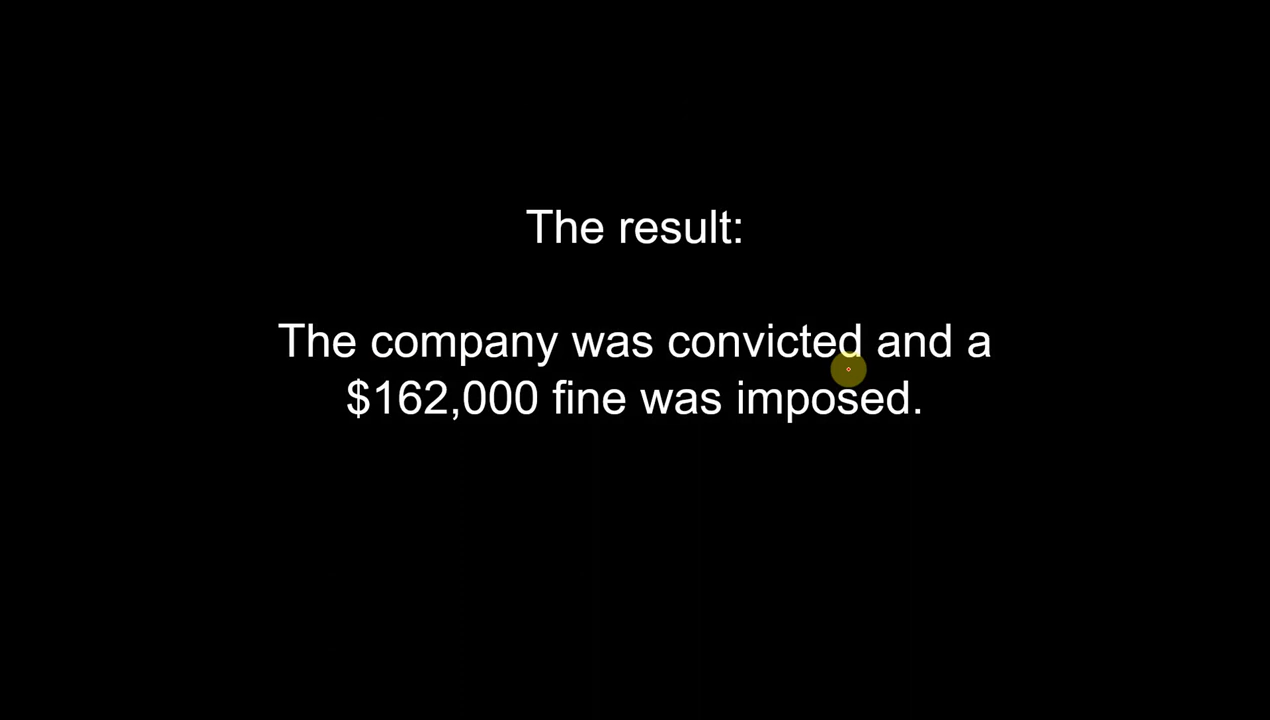 The result:
The company was convicted and a
$162,000 fine was imposed.